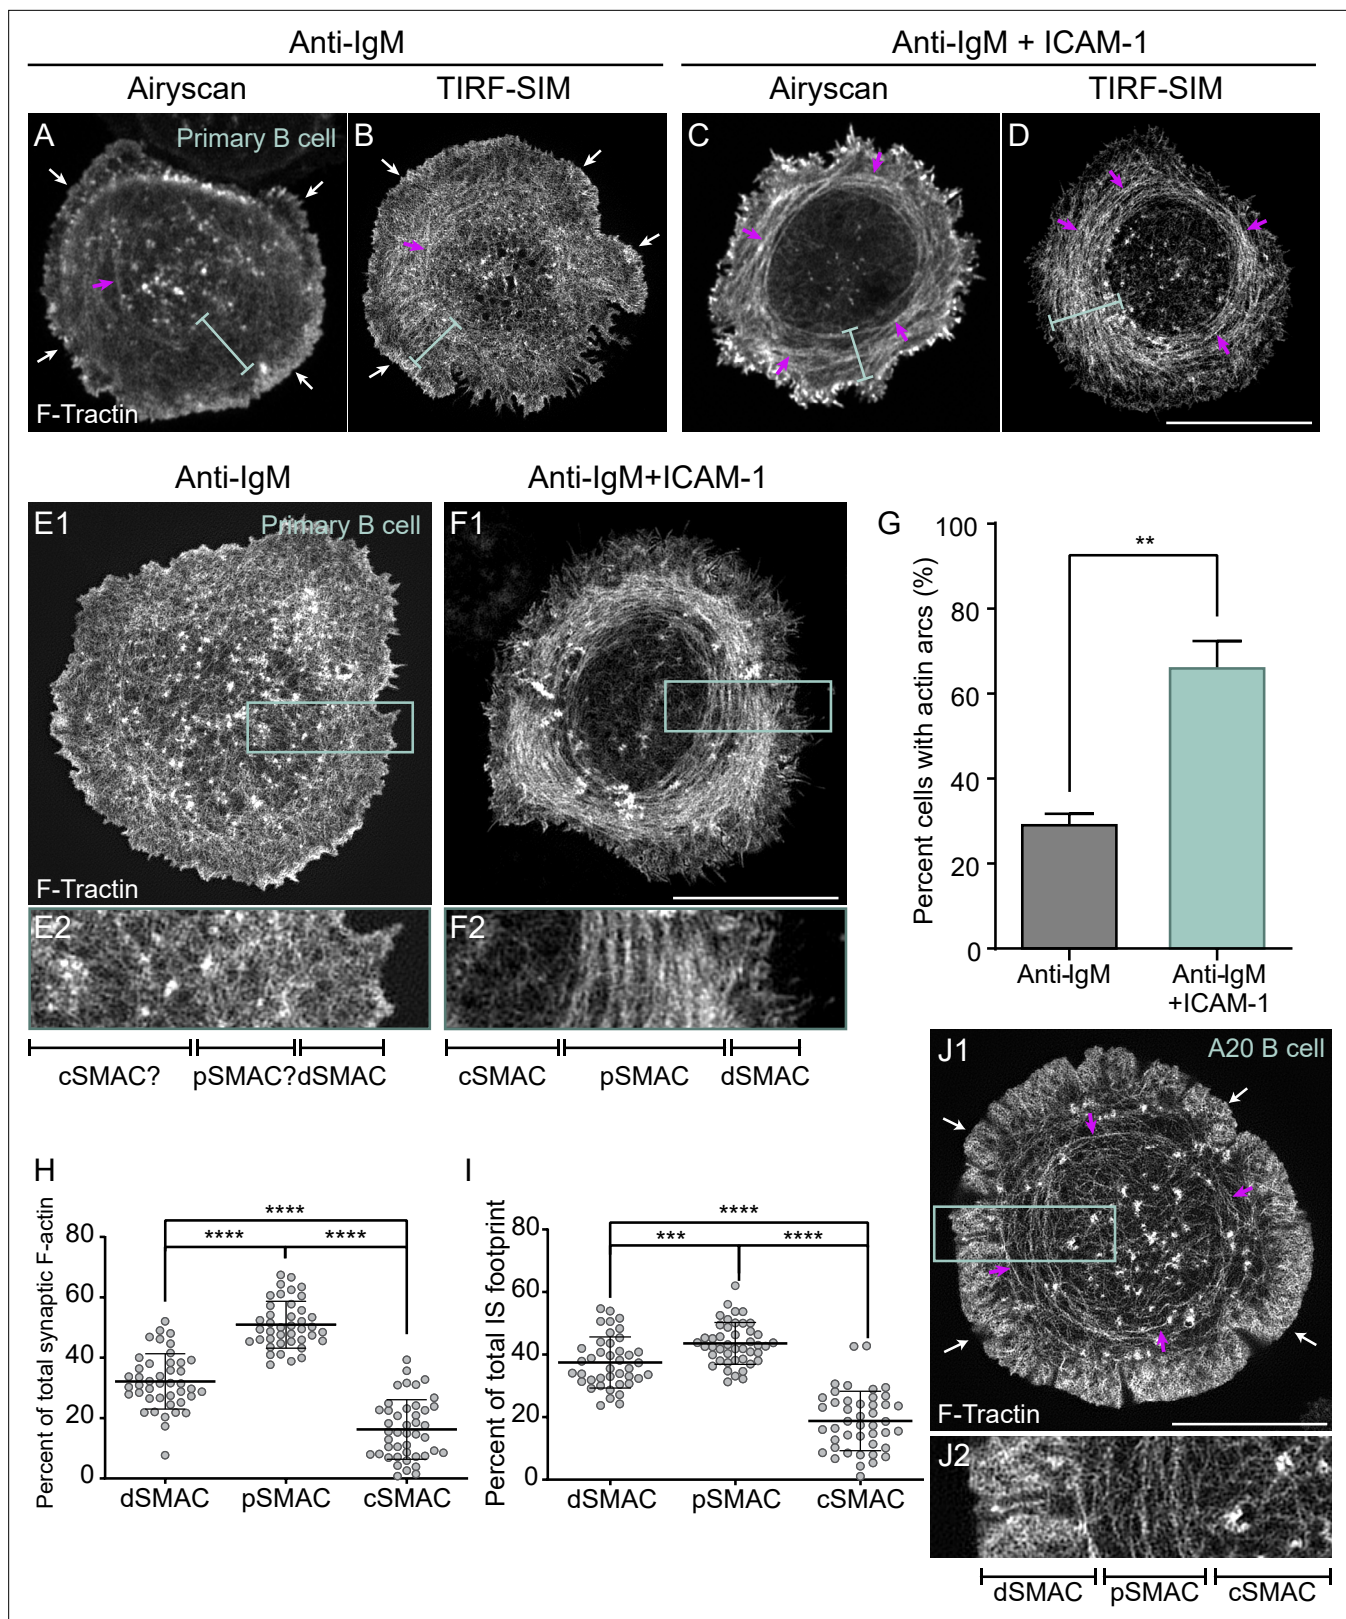 Anti-IgM
Anti-IgM + ICAM-1
Airyscan
TIRF-SIM
Airyscan
TIRF-SIM
A
Primary B cell
B
C
D
F-Tractin
Anti-IgM
Anti-IgM+ICAM-1
E1
Primary B cell
F1
F-Tractin
E2
F2
cSMAC?
pSMAC?
dSMAC
cSMAC
pSMAC
dSMAC
G
Percent cells with actin arcs (%)
100
80
60
40
20
0
**
Anti-IgM
Anti-IgM
+ICAM-1
H
Percent of total synaptic F-actin
80
60
40
20
0
****
****
****
dSMAC
pSMAC
cSMAC
I
Percent of total IS footprint
80
60
40
20
0
****
***
****
dSMAC
pSMAC
cSMAC
J1
A20 B cell
F-Tractin
J2
dSMAC
pSMAC
cSMAC